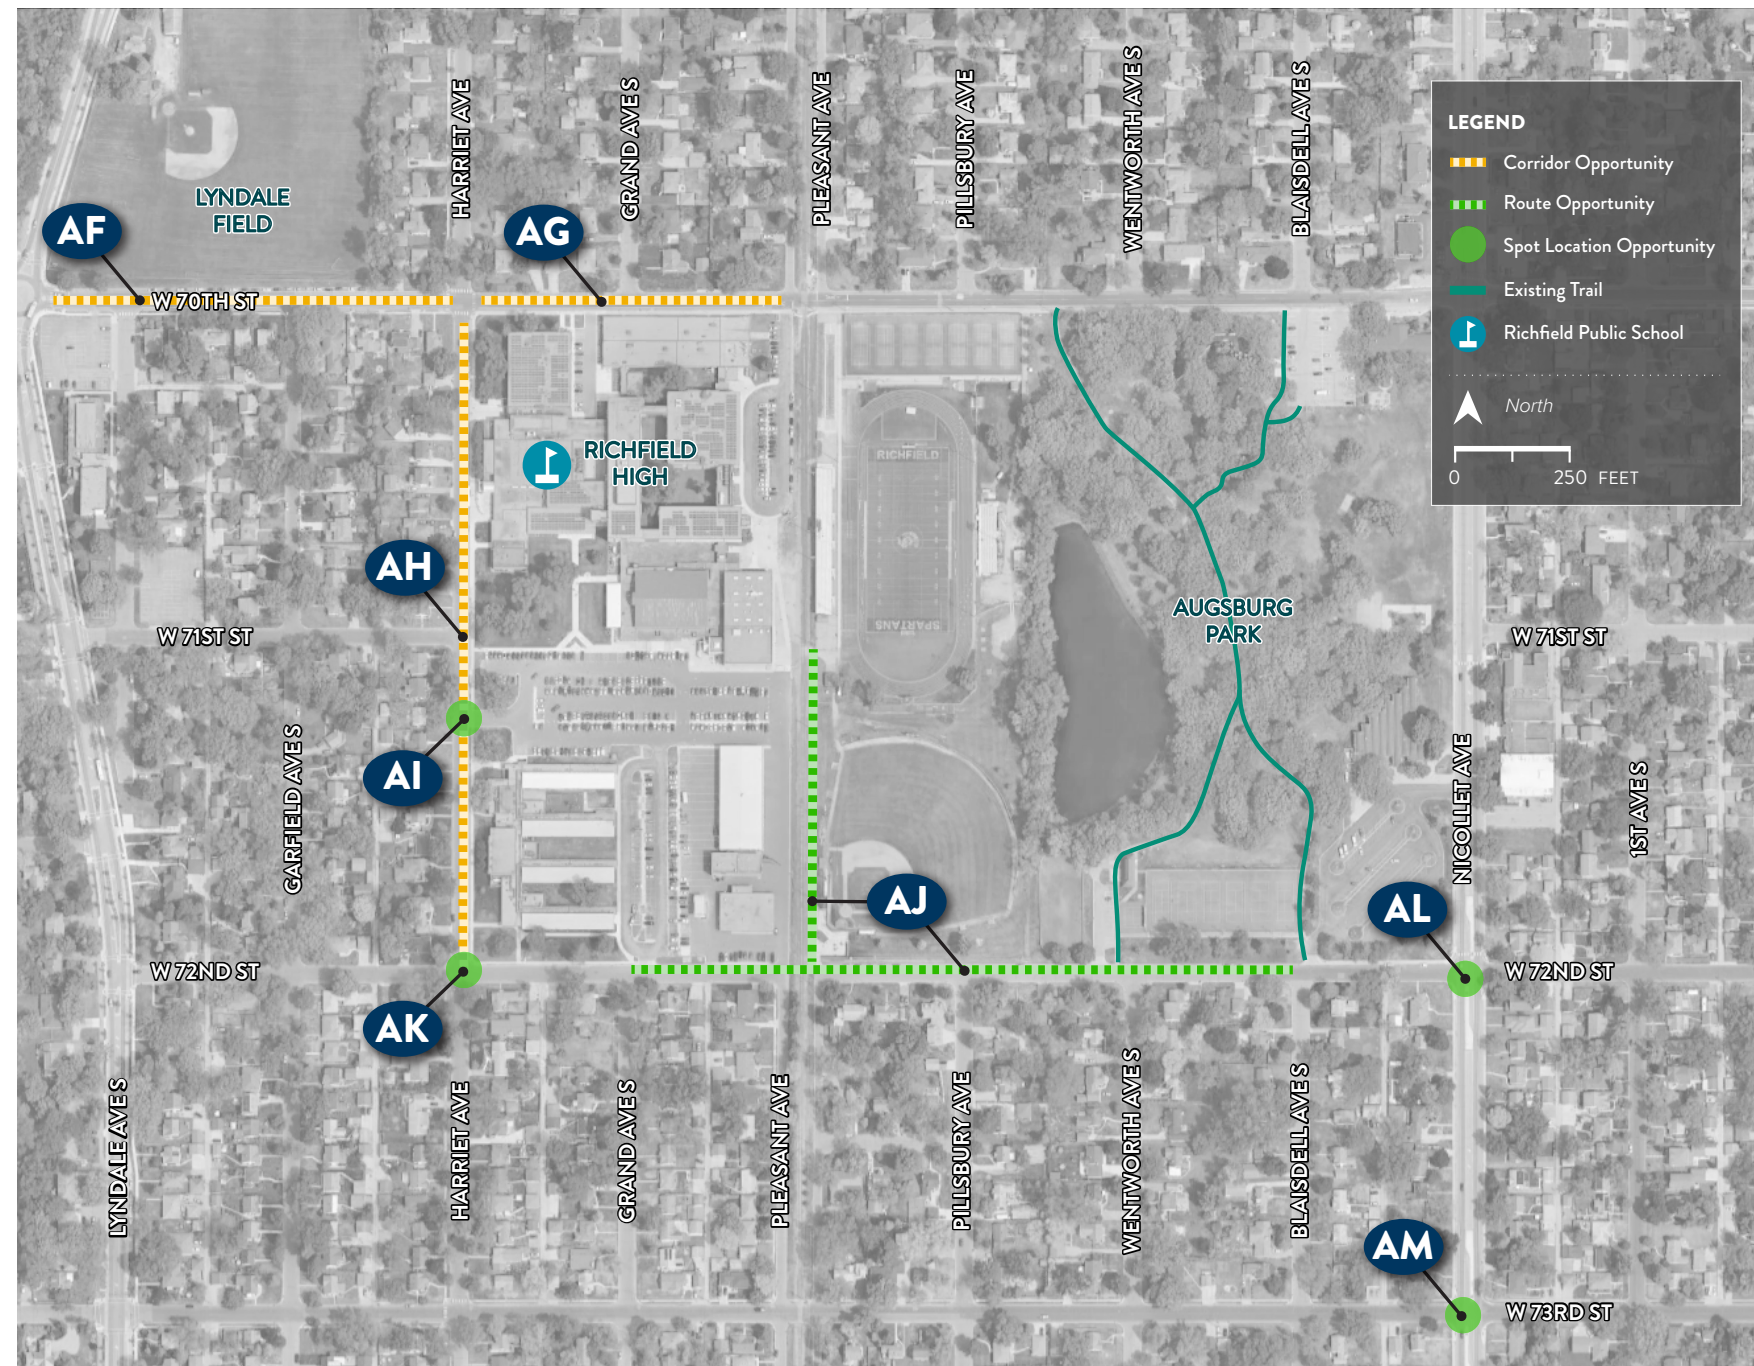 HARRIET AVE
GRAND AVE S
PLEASANT AVE
PILLSBURY AVE
WENTWORTH AVE S
BLAISDELL AVE S
LEGEND
Corridor Opportunity
Route Opportunity
Spot Location Opportunity
Existing Trail
Richfield Public School
North
0 250 FEET
LYNDALE
FIELD
AF
AG
W 70TH ST
RICHFIELD
HIGH
RICHFIELD
AH
AUGSBURG
PARK
SPARTANS
W 71ST ST
W 71ST ST
AI
GARFIELD AVE S
NICOLLET AVE
1ST AVE S
AJ
AL
W 72ND ST
W 72ND ST
AK
LYNDALE AVE S
HARRIET AVE
GRAND AVE S
PLEASANT AVE
PILLSBURY AVE
WENTWORTH AVE S
BLAISDELL AVE S
AM
W 73RD ST